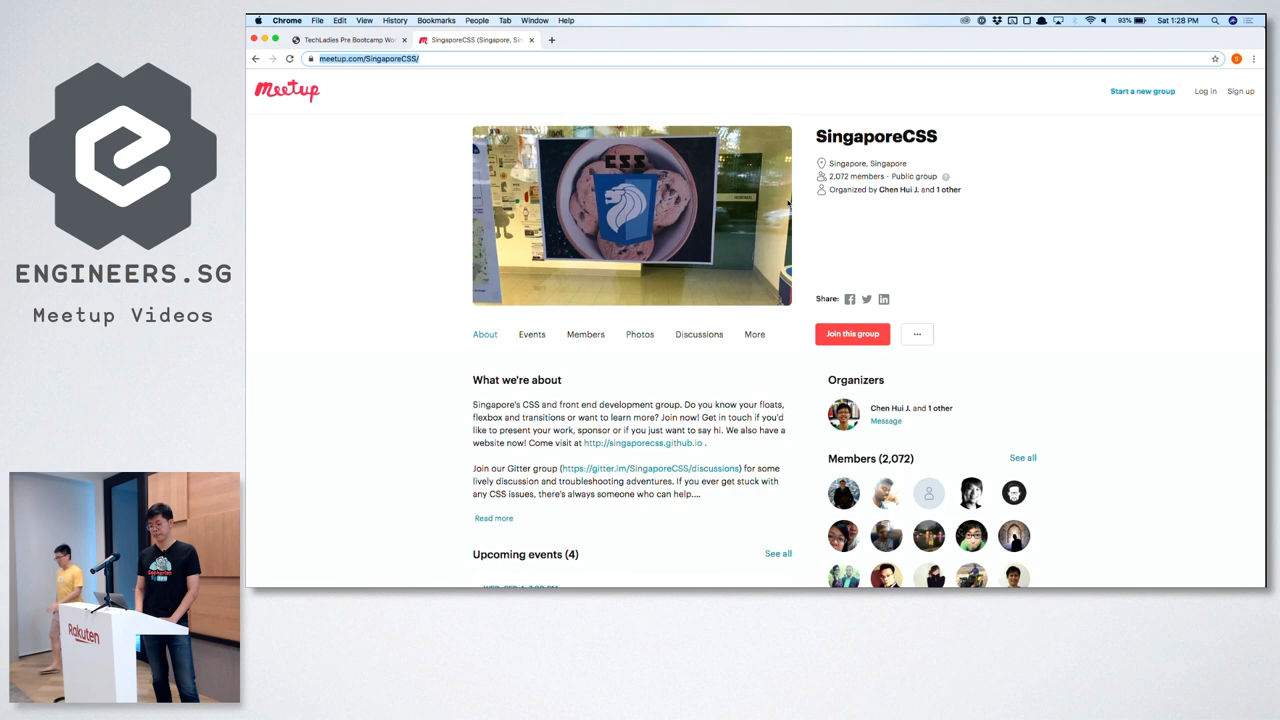 ENGINEERS.SG
Meetup Videos
Rakuten
Chrome File Edit View History Bookmarks People Tab Window Help
93% Sat 1:28 PM
TechLadies Pre Bootcamp Wor
SingaporeCSS (Singapore, Sin
meetup.com/SingaporeCSS/
S
meetup
Start a new group Log in Sign up
CSS
SingaporeCSS
Singapore, Singapore
2,072 members · Public group ?
Organized by Chen Hui J. and 1 other
Share:
About Events Members Photos Discussions More
Join this group ...
What we're about
Singapore's CSS and front end development group. Do you know your floats,
flexbox and transitions or want to learn more? Join now! Get in touch if you'd
like to present your work, sponsor or if you just want to say hi. We also have a
website now! Come visit at http://singaporecss.github.io .
Join our Gitter group (https://gitter.im/SingaporeCSS/discussions) for some
lively discussion and troubleshooting adventures. If you ever get stuck with
any CSS issues, there's always someone who can help....
Read more
Upcoming events (4) See all
Organizers
Chen Hui J. and 1 other
Message
Members (2,072) See all